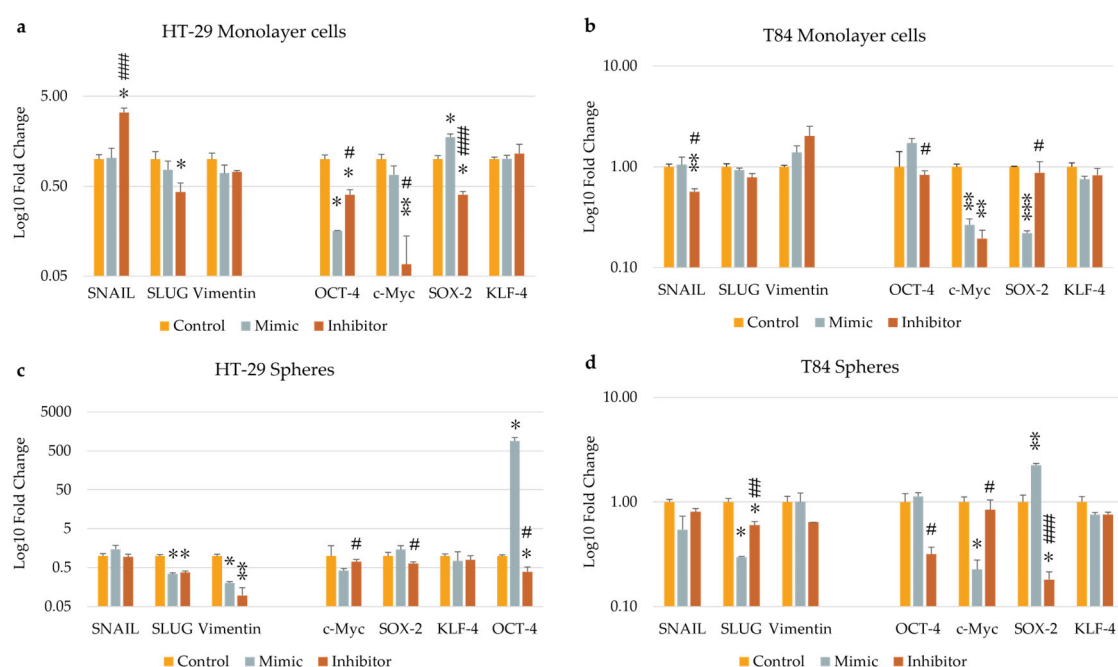 a
HT-29 Monolayer cells
Log10 Fold Change
5.00
0.50
0.05
###
*
*
#
*
*
#
**
*
###
*
SNAIL SLUG Vimentin OCT-4 c-Myc SOX-2 KLF-4
Control Mimic Inhibitor
b
T84 Monolayer cells
Log10 Fold Change
10.00
1.00
0.10
#
**
#
**
**
***
#
SNAIL SLUG Vimentin OCT-4 c-Myc SOX-2 KLF-4
Control Mimic Inhibitor
c
HT-29 Spheres
Log10 Fold Change
5000
500
50
5
0.5
0.05
**
*
**
#
#
*
#
*
SNAIL SLUG Vimentin c-Myc SOX-2 KLF-4 OCT-4
Control Mimic Inhibitor
d
T84 Spheres
Log10 Fold Change
10.00
1.00
0.10
*
##
*
#
*
#
**
###
*
SNAIL SLUG Vimentin OCT-4 c-Myc SOX-2 KLF-4
Control Mimic Inhibitor